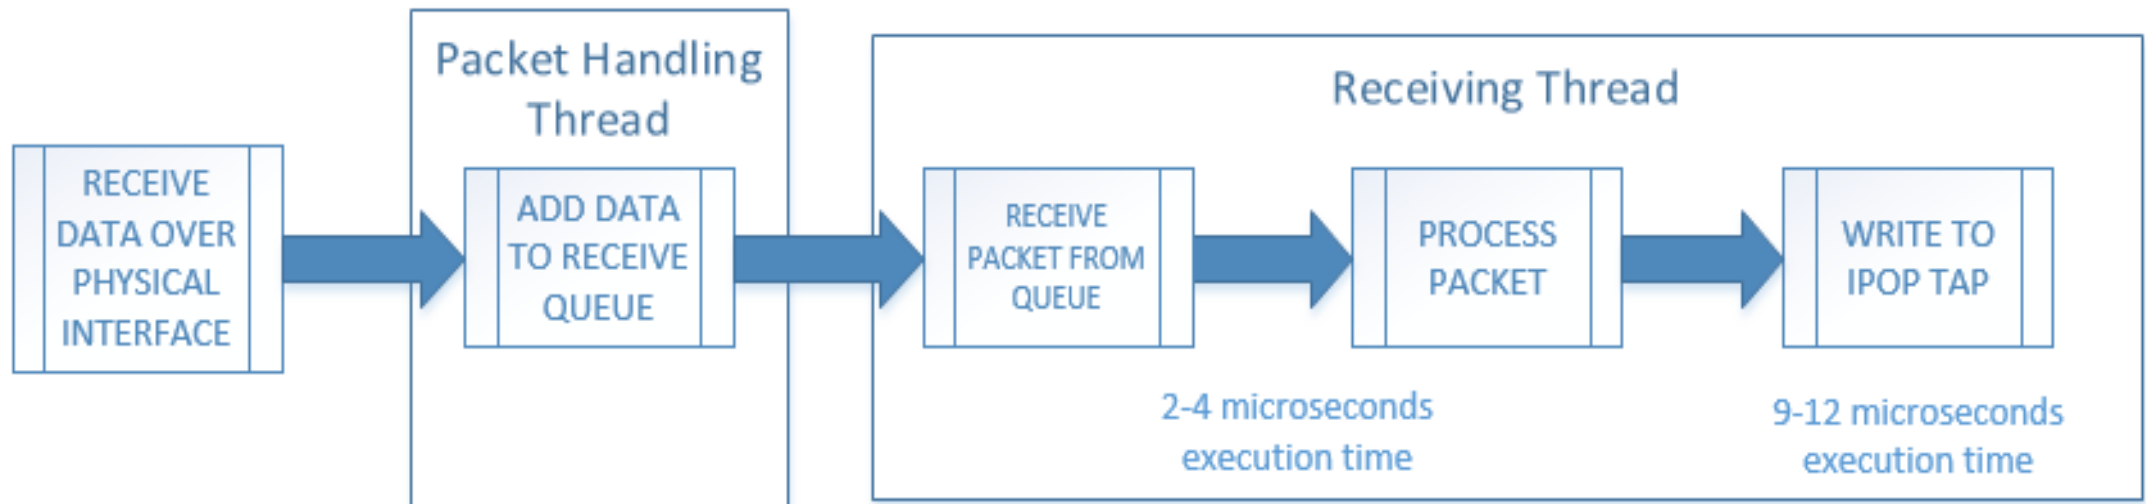 Packet Handling
Thread
Receiving Thread
RECEIVE
DATA OVER
PHYSICAL
INTERFACE
ADD DATA
TO RECEIVE
QUEUE
RECEIVE
PACKET FROM
QUEUE
PROCESS
PACKET
WRITE TO
IPOP TAP
2-4 microseconds
execution time
9-12 microseconds
execution time